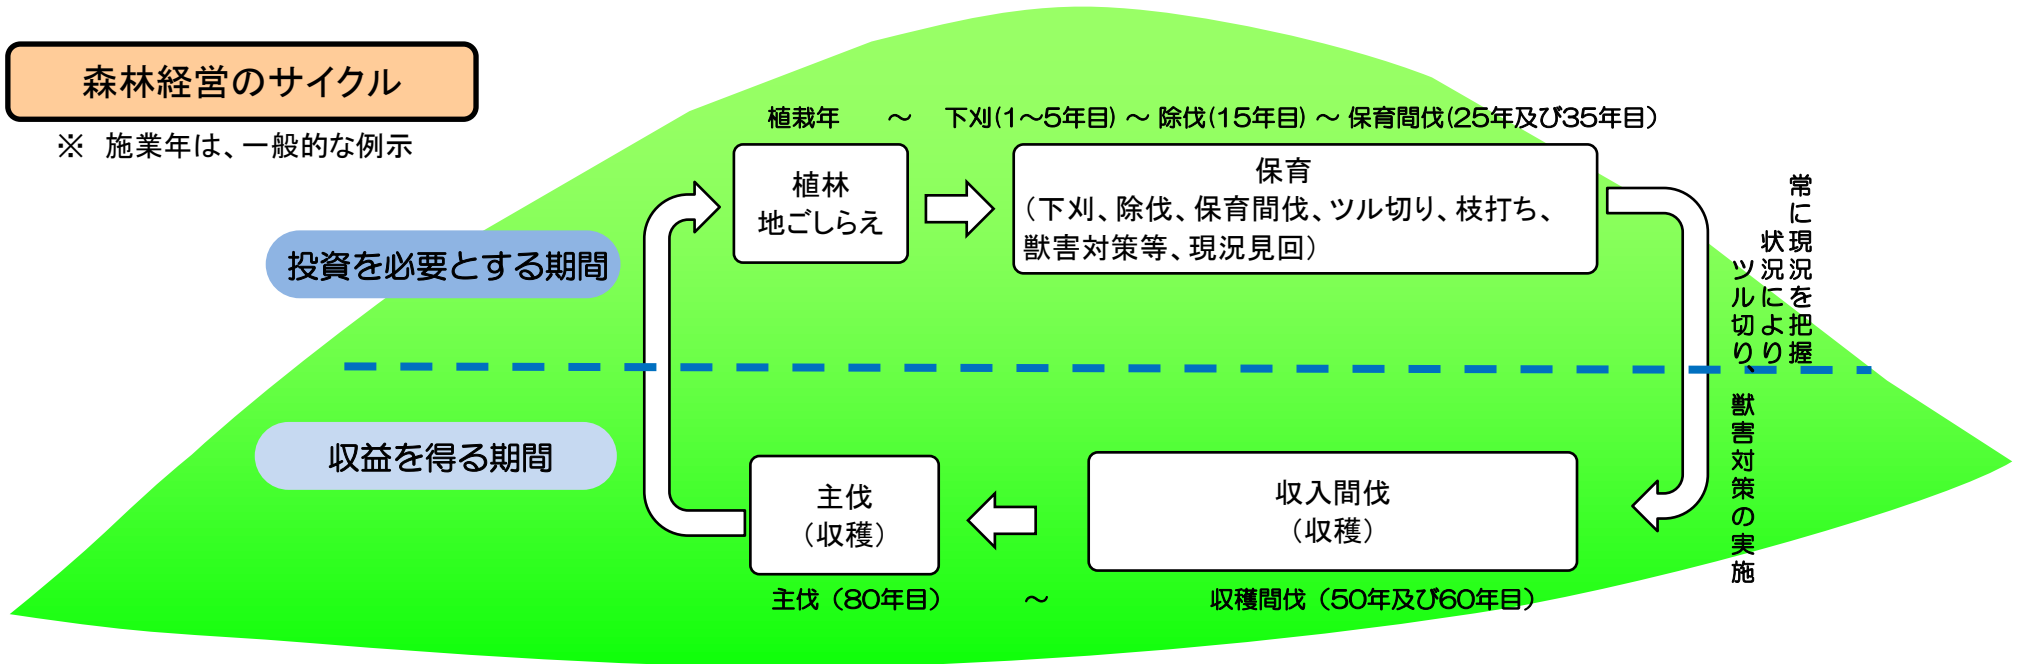 森林経営のサイクル
※　施業年は、一般的な例示
植栽年　　～　下刈(1～5年目)～除伐(15年目)～保育間伐(25年及び35年目)
植林
地ごしらえ
保育
（下刈、除伐、保育間伐、ツル切り、枝打ち、
獣害対策等、現況見回）
投資を必要とする期間
常に現況を把握
状況により
ツル切り、獣害対策の実施
収益を得る期間
主伐
（収穫）
収入間伐
（収穫）
主伐（80年目）　　　～　　　　　　収穫間伐（50年及び60年目）